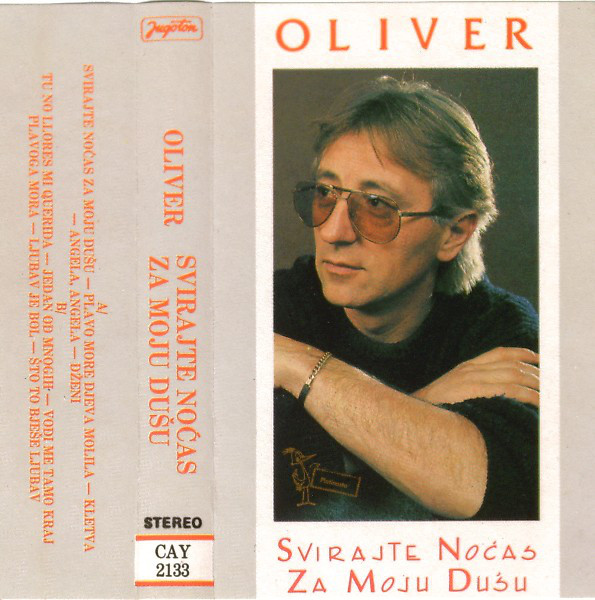 A/
SVIRAJTE NOĆAS ZA MOJU DUŠU — PLAVO MORE DJEVA MOLILA — KLETVA
— ANGELA, ANGELA — DŽENI
B/
TU NO LLORES MI QUERIDA — JEDAN OD MNOGIH — VODI ME TAMO KRAJ
PLAVOGA MORA — LJUBAV JE BOL — ŠTO TO BJEŠE LJUBAV
Jugoton
OLIVER
SVIRAJTE NOĆAS
ZA MOJU DUŠU
STEREO
CAY
2133
OLIVER
SVIRAJTE NOĆAS
ZA MOJU DUŠU